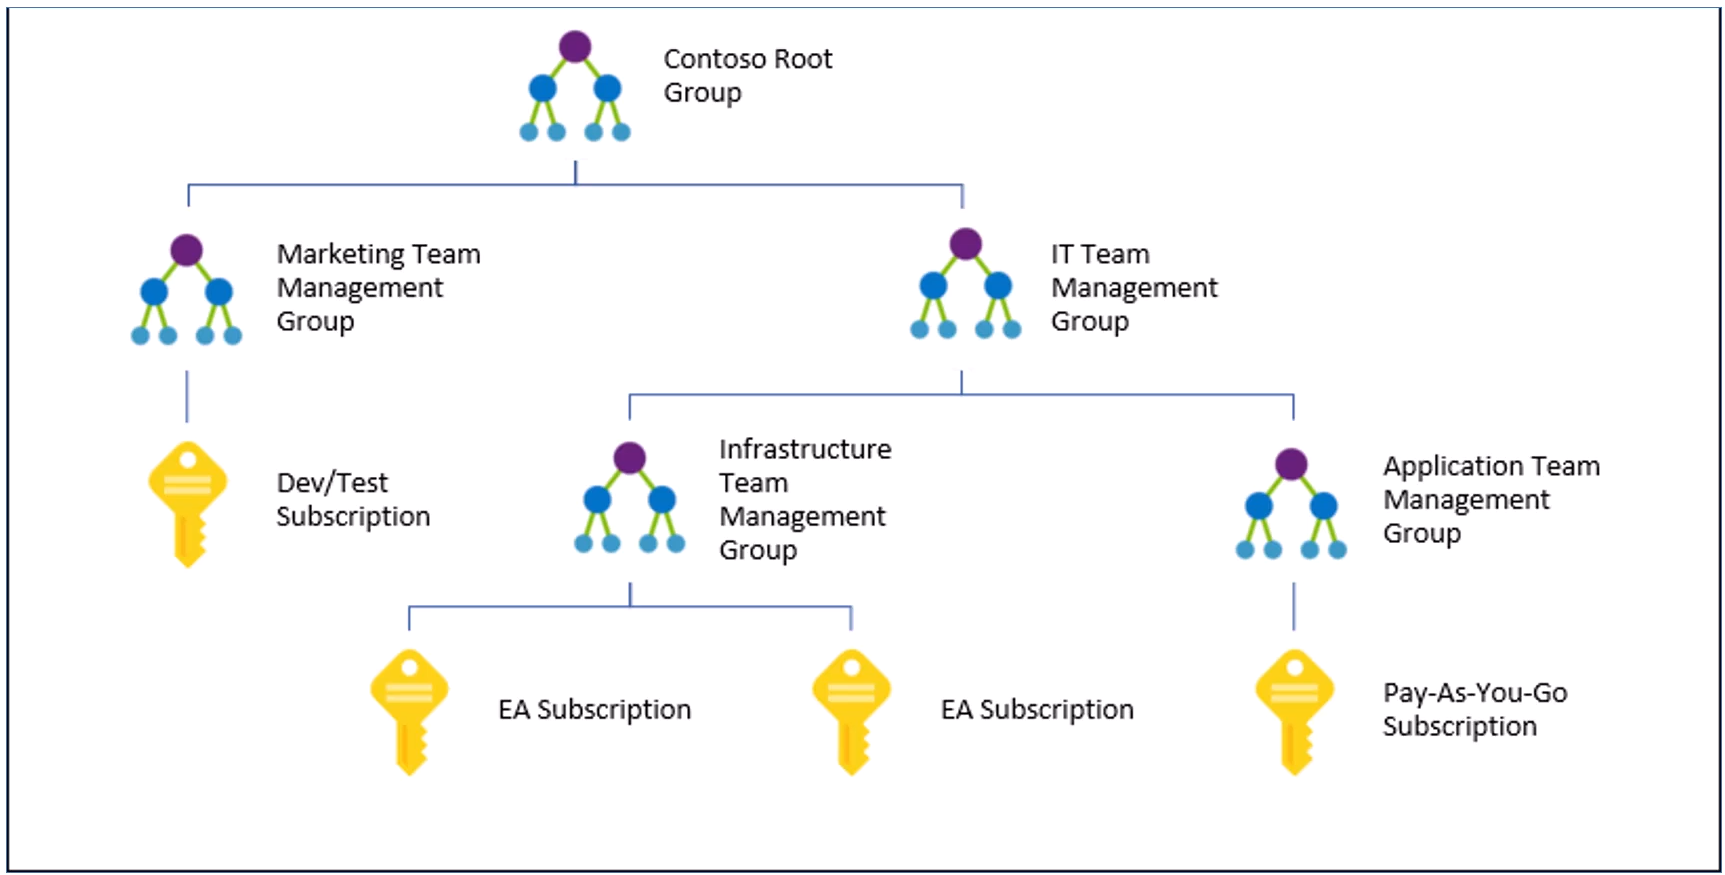 Contoso Root
Group
Marketing Team
Management
Group
IT Team
Management
Group
Dev/Test
Subscription
Infrastructure
Team
Management
Group
Application Team
Management
Group
EA Subscription
EA Subscription
Pay-As-You-Go
Subscription